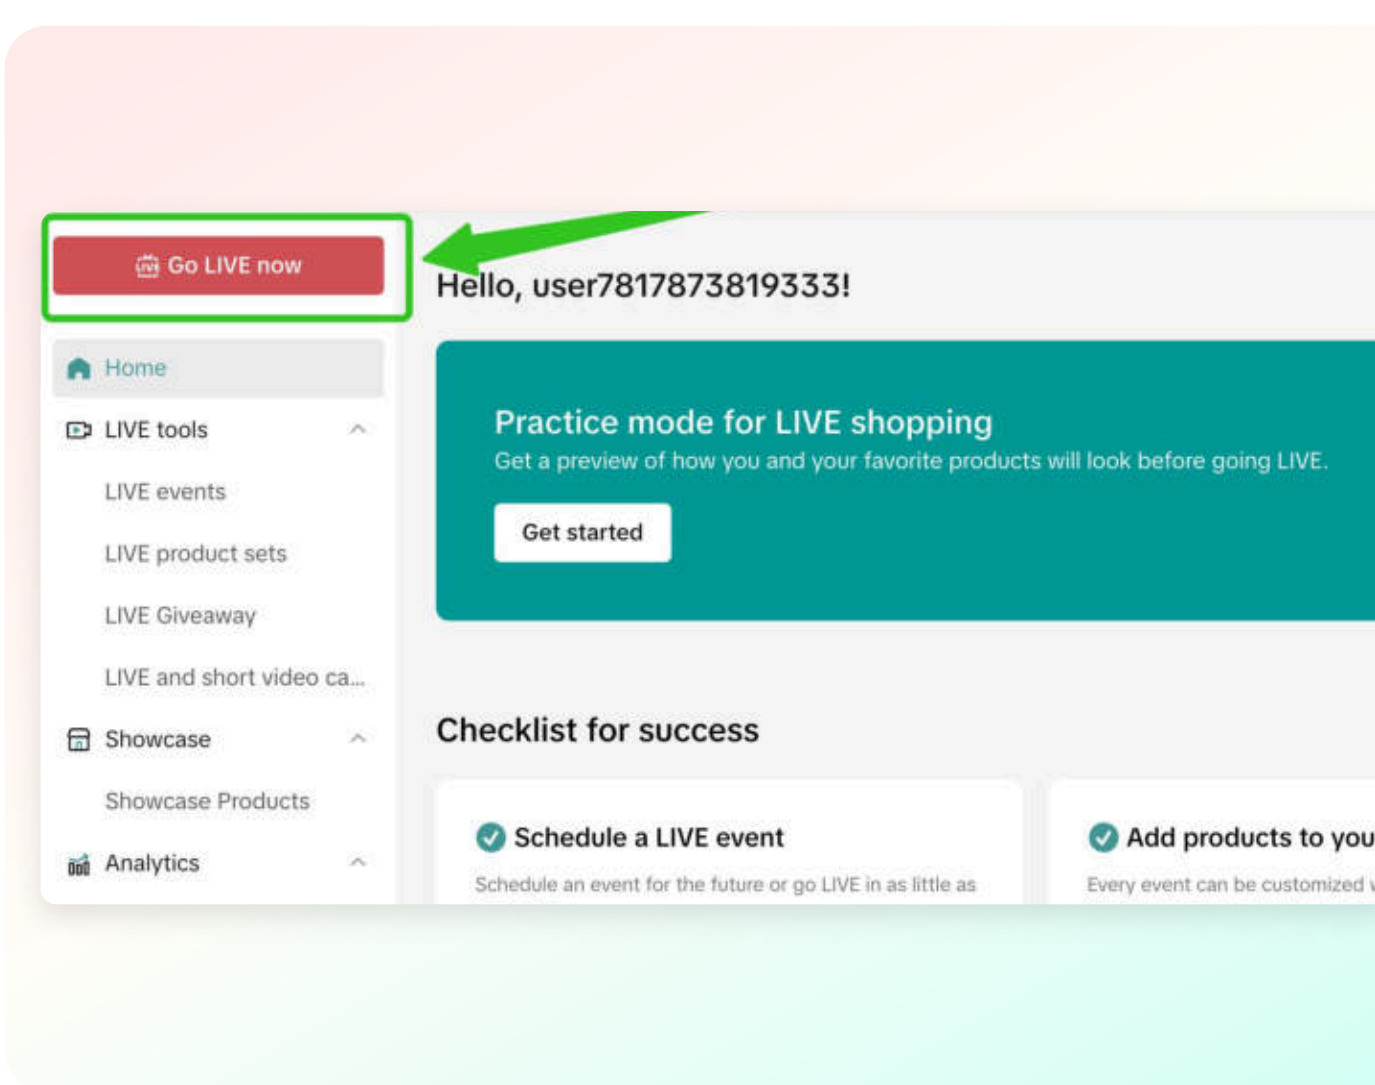 Go LIVE now
Home
LIVE tools
LIVE events
LIVE product sets
LIVE Giveaway
LIVE and short video ca...
Showcase
Showcase Products
Analytics
Hello, user7817873819333!
Practice mode for LIVE shopping
Get a preview of how you and your favorite products will look before going LIVE.
Get started
Checklist for success
Schedule a LIVE event
Schedule an event for the future or go LIVE in as little as
Add products to you
Every event can be customized